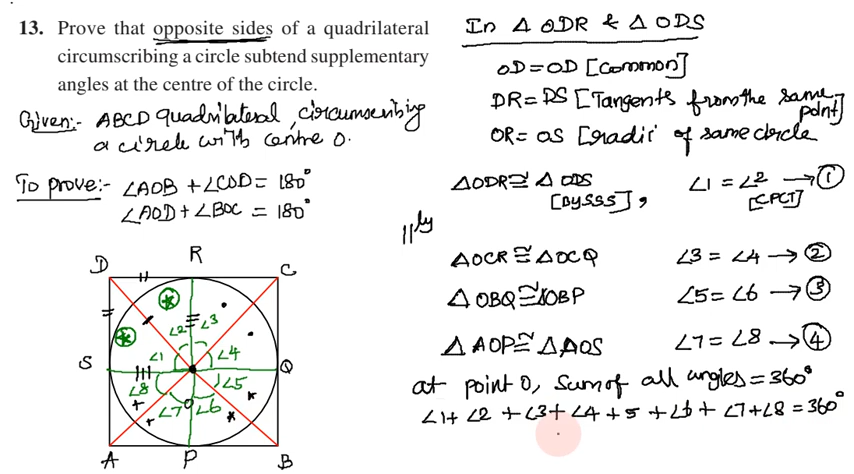 13. Prove that opposite sides of a quadrilateral
circumscribing a circle subtend supplementary
angles at the centre of the circle.
Given:- ABCD quadrilateral, circumscribing
a circle with centre O.
To prove:- ∠AOB + ∠COD = 180°
∠AOD + ∠BOC = 180°
D R C
∠2 ∠3
∠1 ∠4
S Q
∠8 ∠5
∠7 O ∠6
A P B
In Δ ODR & Δ ODS
OD = OD [Common]
DR = DS [Tangents from the same
point]
OR = OS [radii of same circle
ΔODR ≅ Δ ODS
[By SSS] , ∠1 = ∠2 → ①
[CPCT]
||ly
ΔOCR ≅ ΔOCQ ∠3 = ∠4 → ②
Δ OBQ ≅ ΔOBP ∠5 = ∠6 → ③
Δ AOP ≅ ΔAOS ∠7 = ∠8 → ④
at point O, Sum of all angles = 360°
∠1 + ∠2 + ∠3 + ∠4 + 5 + ∠6 + ∠7 + ∠8 = 360°